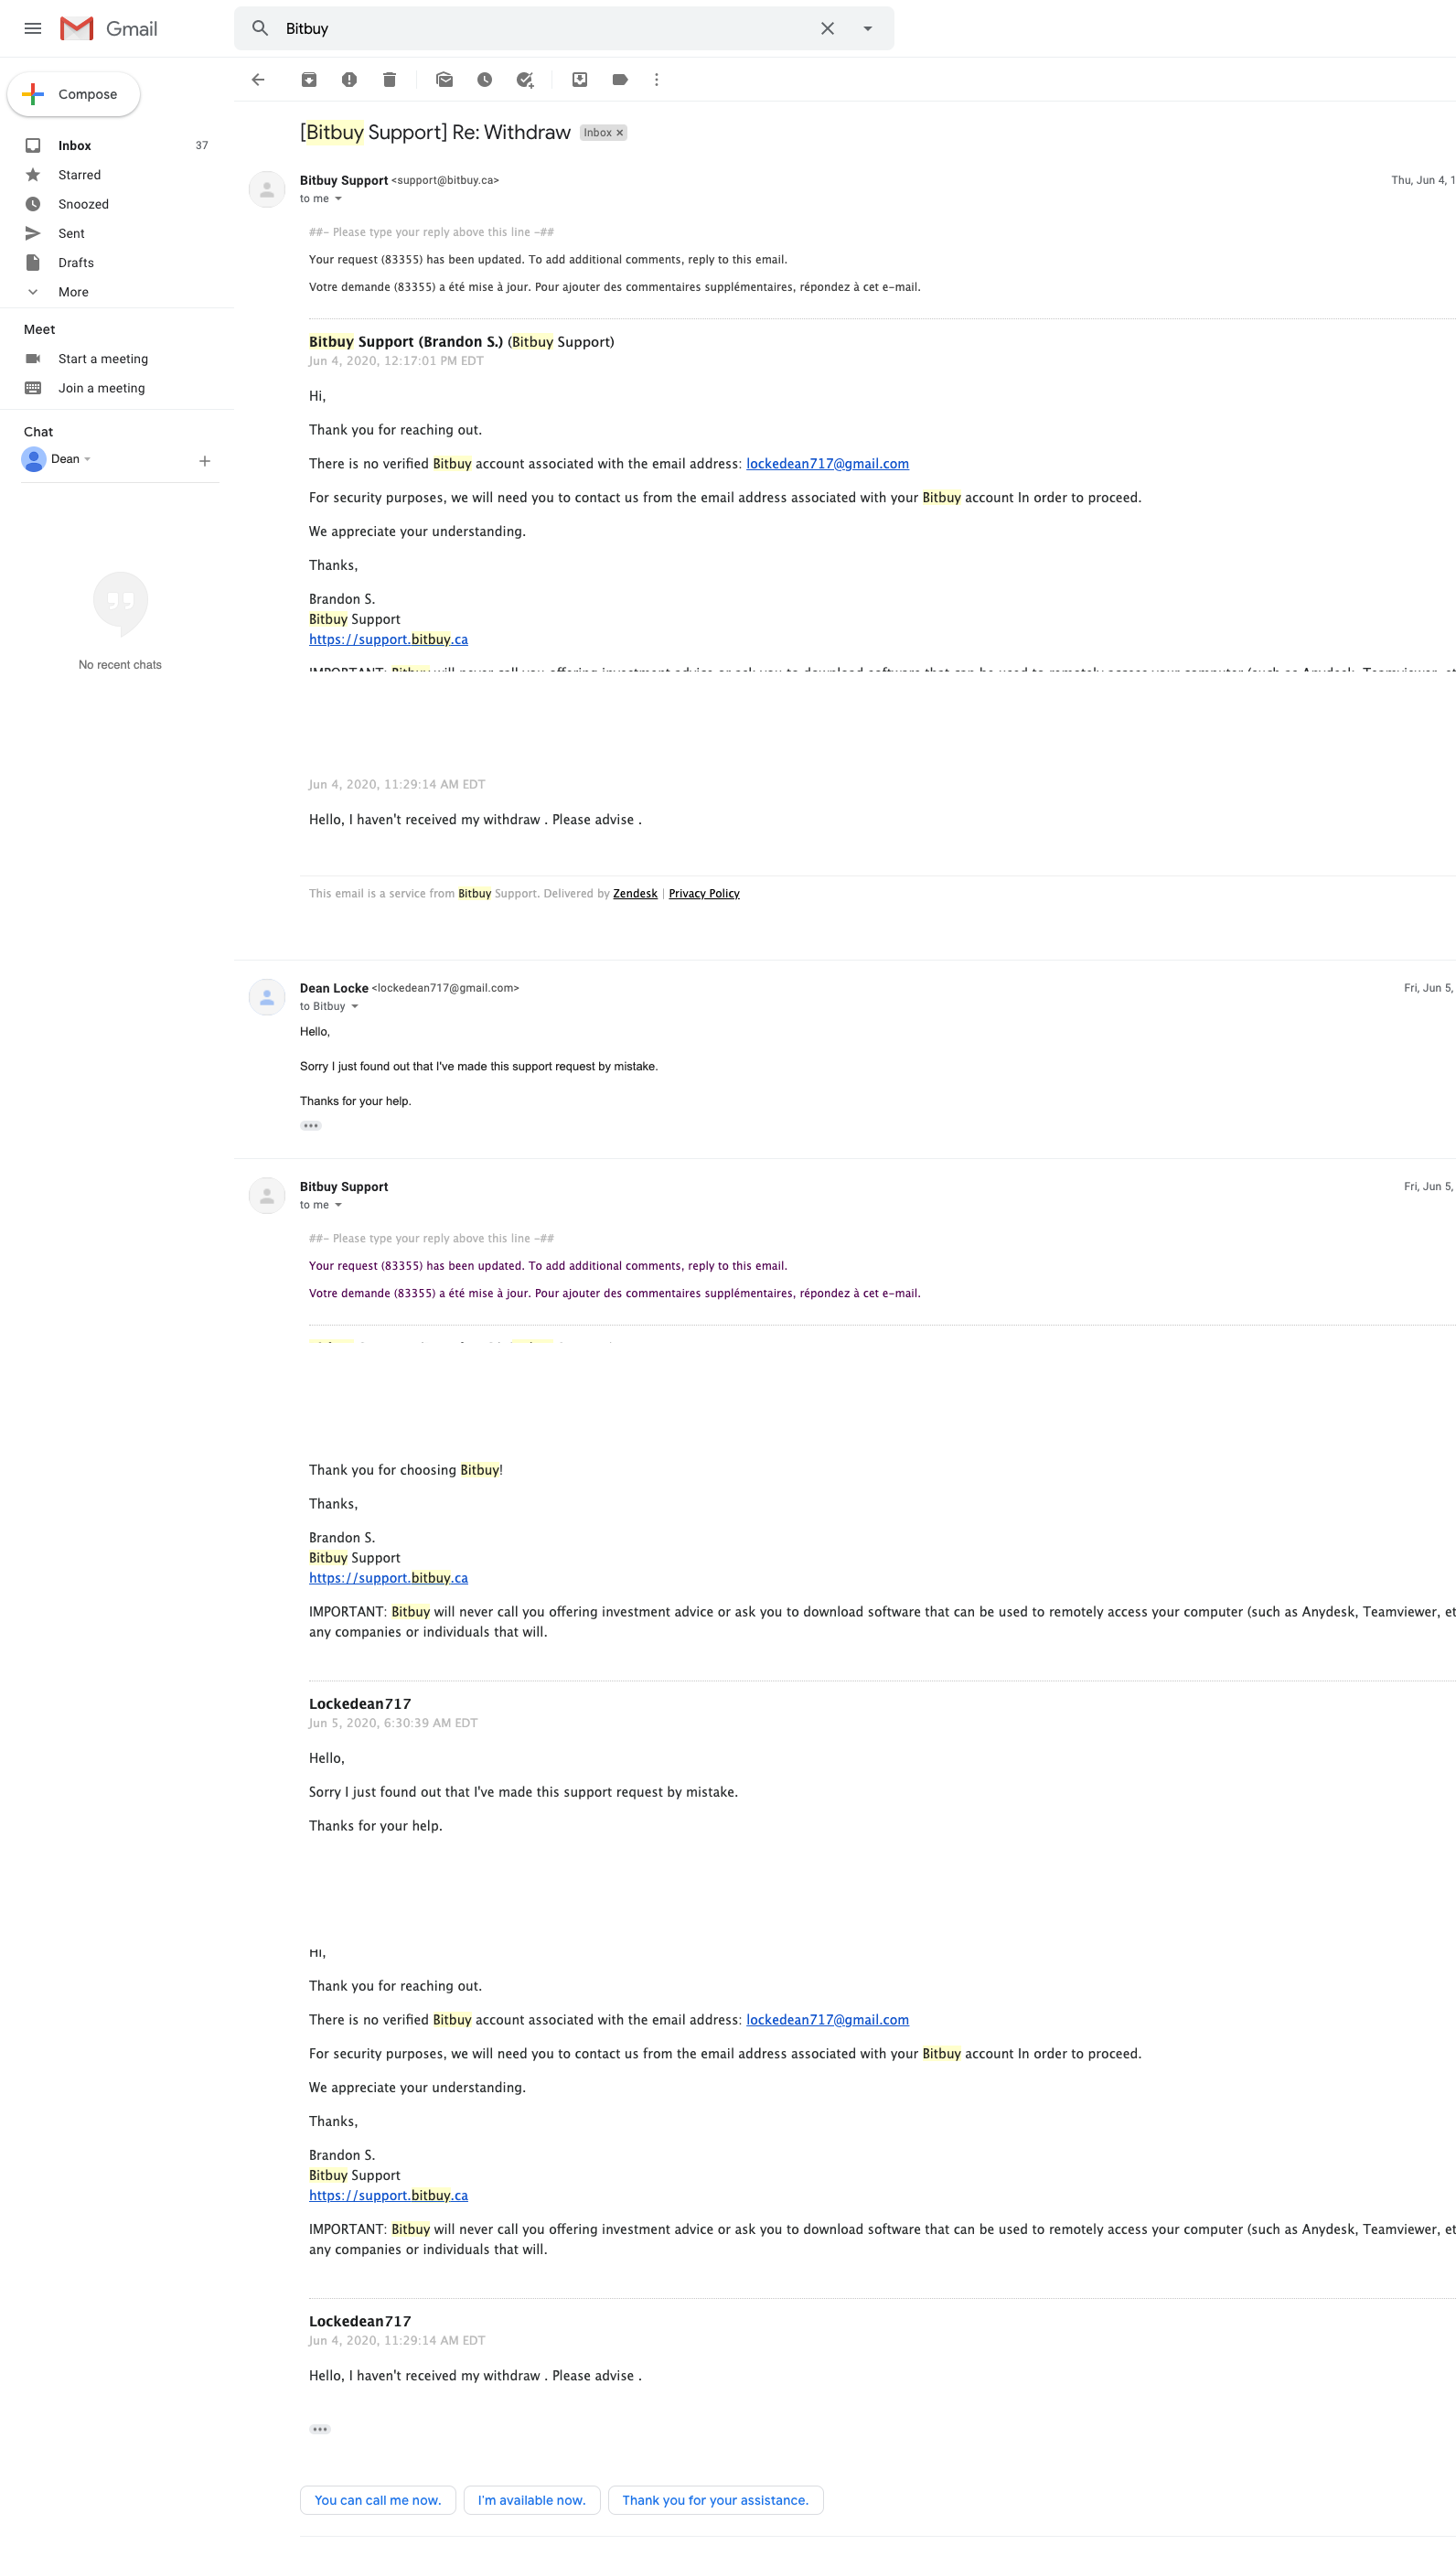 Gmail
Bitbuy
Compose
Inbox 37
Starred
Snoozed
Sent
Drafts
More
Meet
Start a meeting
Join a meeting
Chat
Dean
No recent chats
[Bitbuy Support] Re: Withdraw Inbox x
Bitbuy Support <support@bitbuy.ca> Thu, Jun 4, 1
to me
##- Please type your reply above this line -##
Your request (83355) has been updated. To add additional comments, reply to this email.
Votre demande (83355) a été mise à jour. Pour ajouter des commentaires supplémentaires, répondez à cet e-mail.
Bitbuy Support (Brandon S.) (Bitbuy Support)
Jun 4, 2020, 12:17:01 PM EDT
Hi,
Thank you for reaching out.
There is no verified Bitbuy account associated with the email address: lockedean717@gmail.com
For security purposes, we will need you to contact us from the email address associated with your Bitbuy account In order to proceed.
We appreciate your understanding.
Thanks,
Brandon S.
Bitbuy Support
https://support.bitbuy.ca
Jun 4, 2020, 11:29:14 AM EDT
Hello, I haven't received my withdraw . Please advise .
This email is a service from Bitbuy Support. Delivered by Zendesk | Privacy Policy
Dean Locke <lockedean717@gmail.com> Fri, Jun 5,
to Bitbuy
Hello,
Sorry I just found out that I've made this support request by mistake.
Thanks for your help.
Bitbuy Support Fri, Jun 5,
to me
##- Please type your reply above this line -##
Your request (83355) has been updated. To add additional comments, reply to this email.
Votre demande (83355) a été mise à jour. Pour ajouter des commentaires supplémentaires, répondez à cet e-mail.
Thank you for choosing Bitbuy!
Thanks,
Brandon S.
Bitbuy Support
https://support.bitbuy.ca
IMPORTANT: Bitbuy will never call you offering investment advice or ask you to download software that can be used to remotely access your computer (such as Anydesk, Teamviewer, et
any companies or individuals that will.
Lockedean717
Jun 5, 2020, 6:30:39 AM EDT
Hello,
Sorry I just found out that I've made this support request by mistake.
Thanks for your help.
Hi,
Thank you for reaching out.
There is no verified Bitbuy account associated with the email address: lockedean717@gmail.com
For security purposes, we will need you to contact us from the email address associated with your Bitbuy account In order to proceed.
We appreciate your understanding.
Thanks,
Brandon S.
Bitbuy Support
https://support.bitbuy.ca
IMPORTANT: Bitbuy will never call you offering investment advice or ask you to download software that can be used to remotely access your computer (such as Anydesk, Teamviewer, et
any companies or individuals that will.
Lockedean717
Jun 4, 2020, 11:29:14 AM EDT
Hello, I haven't received my withdraw . Please advise .
You can call me now. I'm available now. Thank you for your assistance.